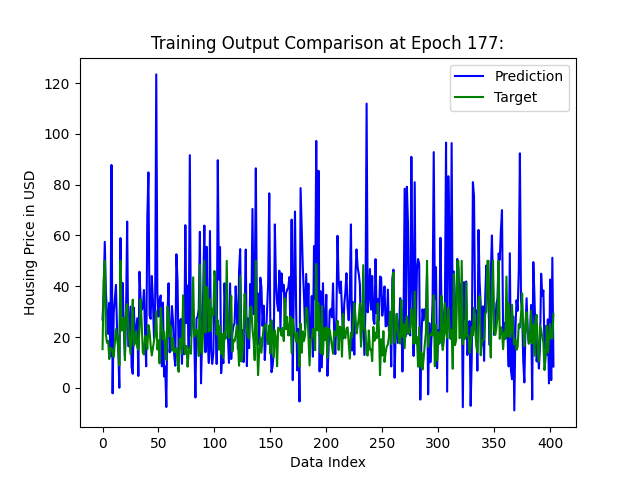 Training Output Comparison at Epoch 177:
Prediction
Target
Housing Price in USD
120
100
80
60
40
20
0
0 50 100 150 200 250 300 350 400
Data Index